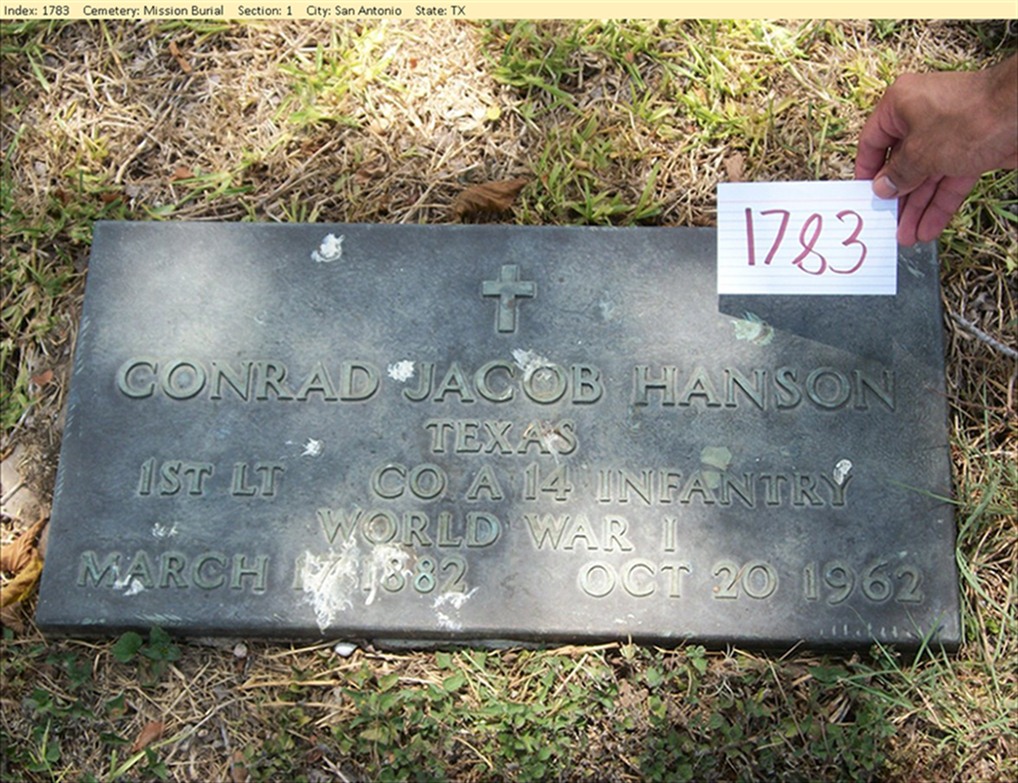 Index: 1783 Cemetery: Mission Burial Section: 1 City: San Antonio State: TX
1783
CONRAD JACOB HANSON
TEXAS
1ST LT CO A 14 INFANTRY
WORLD WAR I
MARCH 17 1882 OCT 20 1962